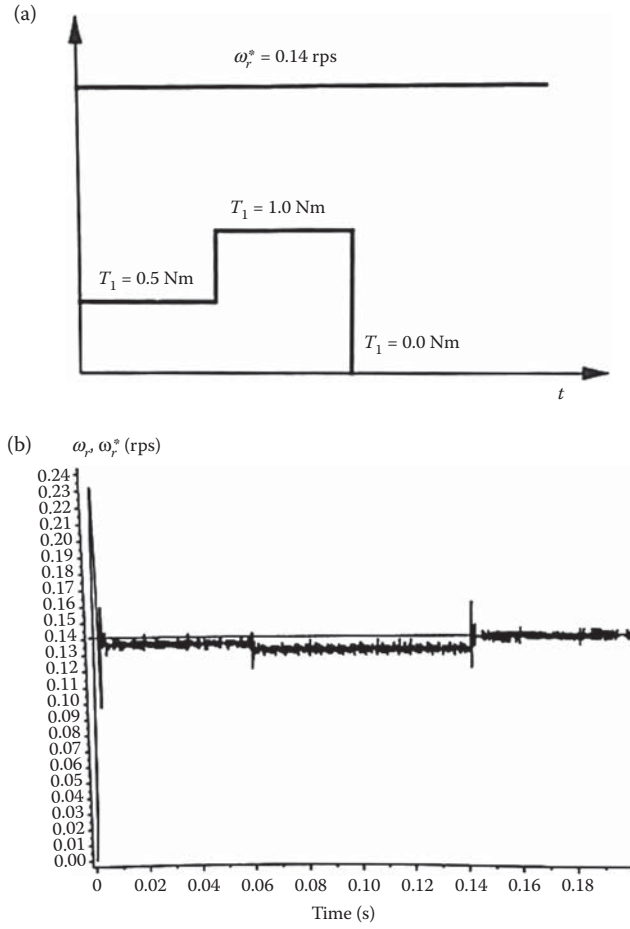 (a)
ω_r^* = 0.14 rps
T_1 = 1.0 Nm
T_1 = 0.5 Nm
T_1 = 0.0 Nm
t
(b)
ω_r, ω_r^* (rps)
0.24
0.23
0.22
0.21
0.20
0.19
0.18
0.17
0.16
0.15
0.14
0.13
0.12
0.11
0.10
0.09
0.08
0.07
0.06
0.05
0.04
0.03
0.02
0.01
0.00
0 0.02 0.04 0.06 0.08 0.10 0.12 0.14 0.16 0.18
Time (s)